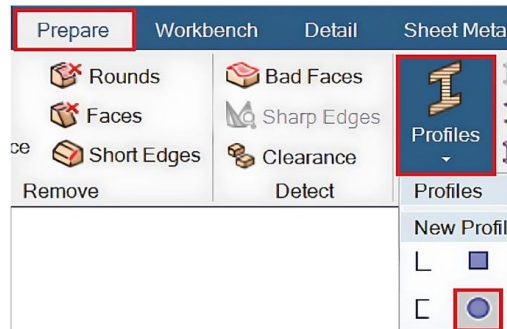 Prepare Workbench Detail Sheet Meta
Rounds Bad Faces
Faces Sharp Edges
ce Short Edges Clearance Profiles
Remove Detect Profiles
New Profil